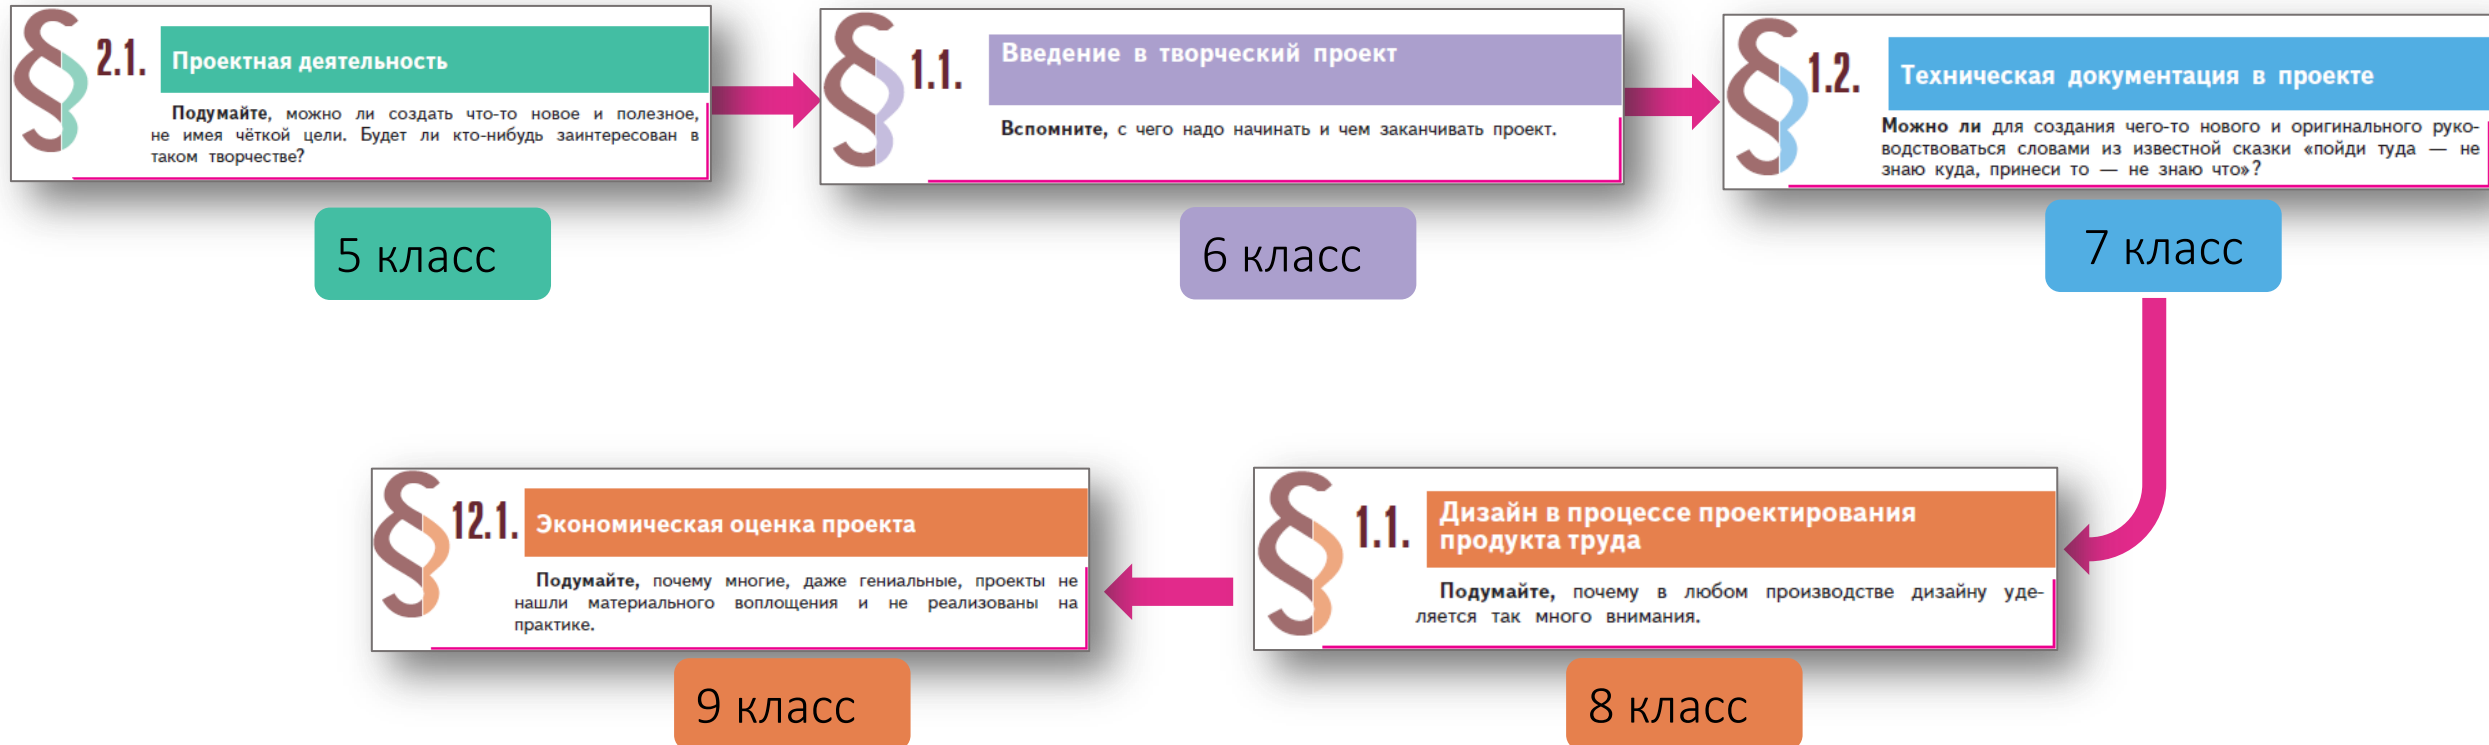 § 2.1. Проектная деятельность
Подумайте, можно ли создать что-то новое и полезное,
не имея чёткой цели. Будет ли кто-нибудь заинтересован в
таком творчестве?
5 класс
§ 1.1. Введение в творческий проект
Вспомните, с чего надо начинать и чем заканчивать проект.
6 класс
§ 1.2. Техническая документация в проекте
Можно ли для создания чего-то нового и оригинального руко-
водствоваться словами из известной сказки «пойди туда — не
знаю куда, принеси то — не знаю что»?
7 класс
§ 1.1. Дизайн в процессе проектирования
продукта труда
Подумайте, почему в любом производстве дизайну уде-
ляется так много внимания.
8 класс
§ 12.1. Экономическая оценка проекта
Подумайте, почему многие, даже гениальные, проекты не
нашли материального воплощения и не реализованы на
практике.
9 класс